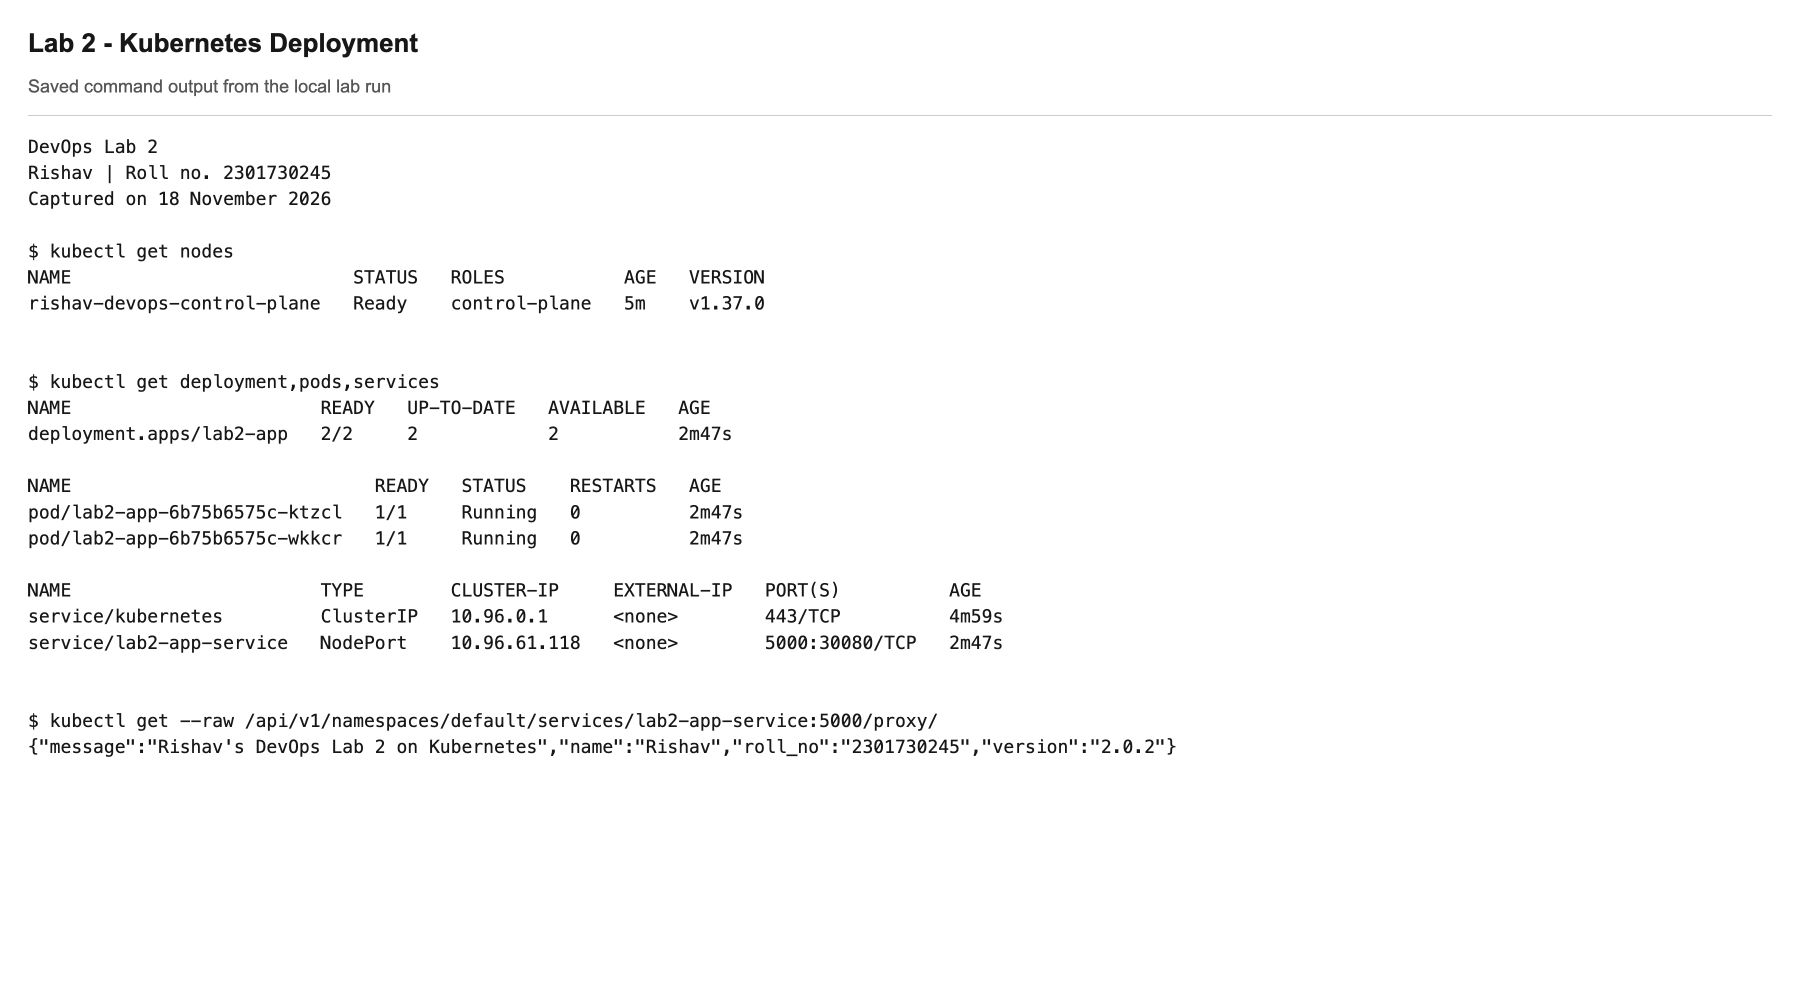 Lab 2 - Kubernetes Deployment
Saved command output from the local lab run
DevOps Lab 2
Rishav | Roll no. 2301730245
Captured on 18 November 2026
$ kubectl get nodes
NAME                          STATUS   ROLES           AGE   VERSION
rishav-devops-control-plane   Ready    control-plane   5m    v1.37.0
$ kubectl get deployment,pods,services
NAME                       READY   UP-TO-DATE   AVAILABLE   AGE
deployment.apps/lab2-app   2/2     2            2           2m47s
NAME                            READY   STATUS    RESTARTS   AGE
pod/lab2-app-6b75b6575c-ktzcl   1/1     Running   0          2m47s
pod/lab2-app-6b75b6575c-wkkcr   1/1     Running   0          2m47s
NAME                       TYPE        CLUSTER-IP     EXTERNAL-IP   PORT(S)          AGE
service/kubernetes         ClusterIP   10.96.0.1      <none>        443/TCP          4m59s
service/lab2-app-service   NodePort    10.96.61.118   <none>        5000:30080/TCP   2m47s
$ kubectl get --raw /api/v1/namespaces/default/services/lab2-app-service:5000/proxy/
{"message":"Rishav's DevOps Lab 2 on Kubernetes","name":"Rishav","roll_no":"2301730245","version":"2.0.2"}